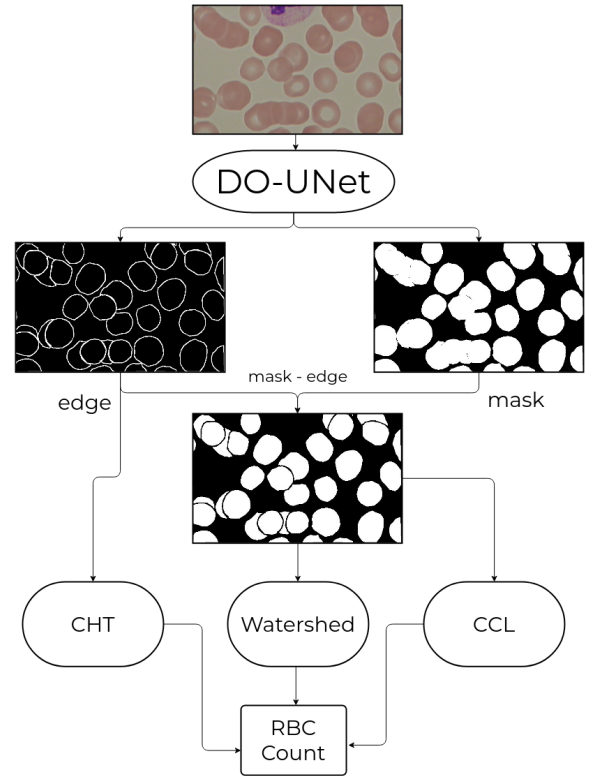 DO-UNet
mask - edge
edge
mask
CHT
Watershed
CCL
RBC
Count